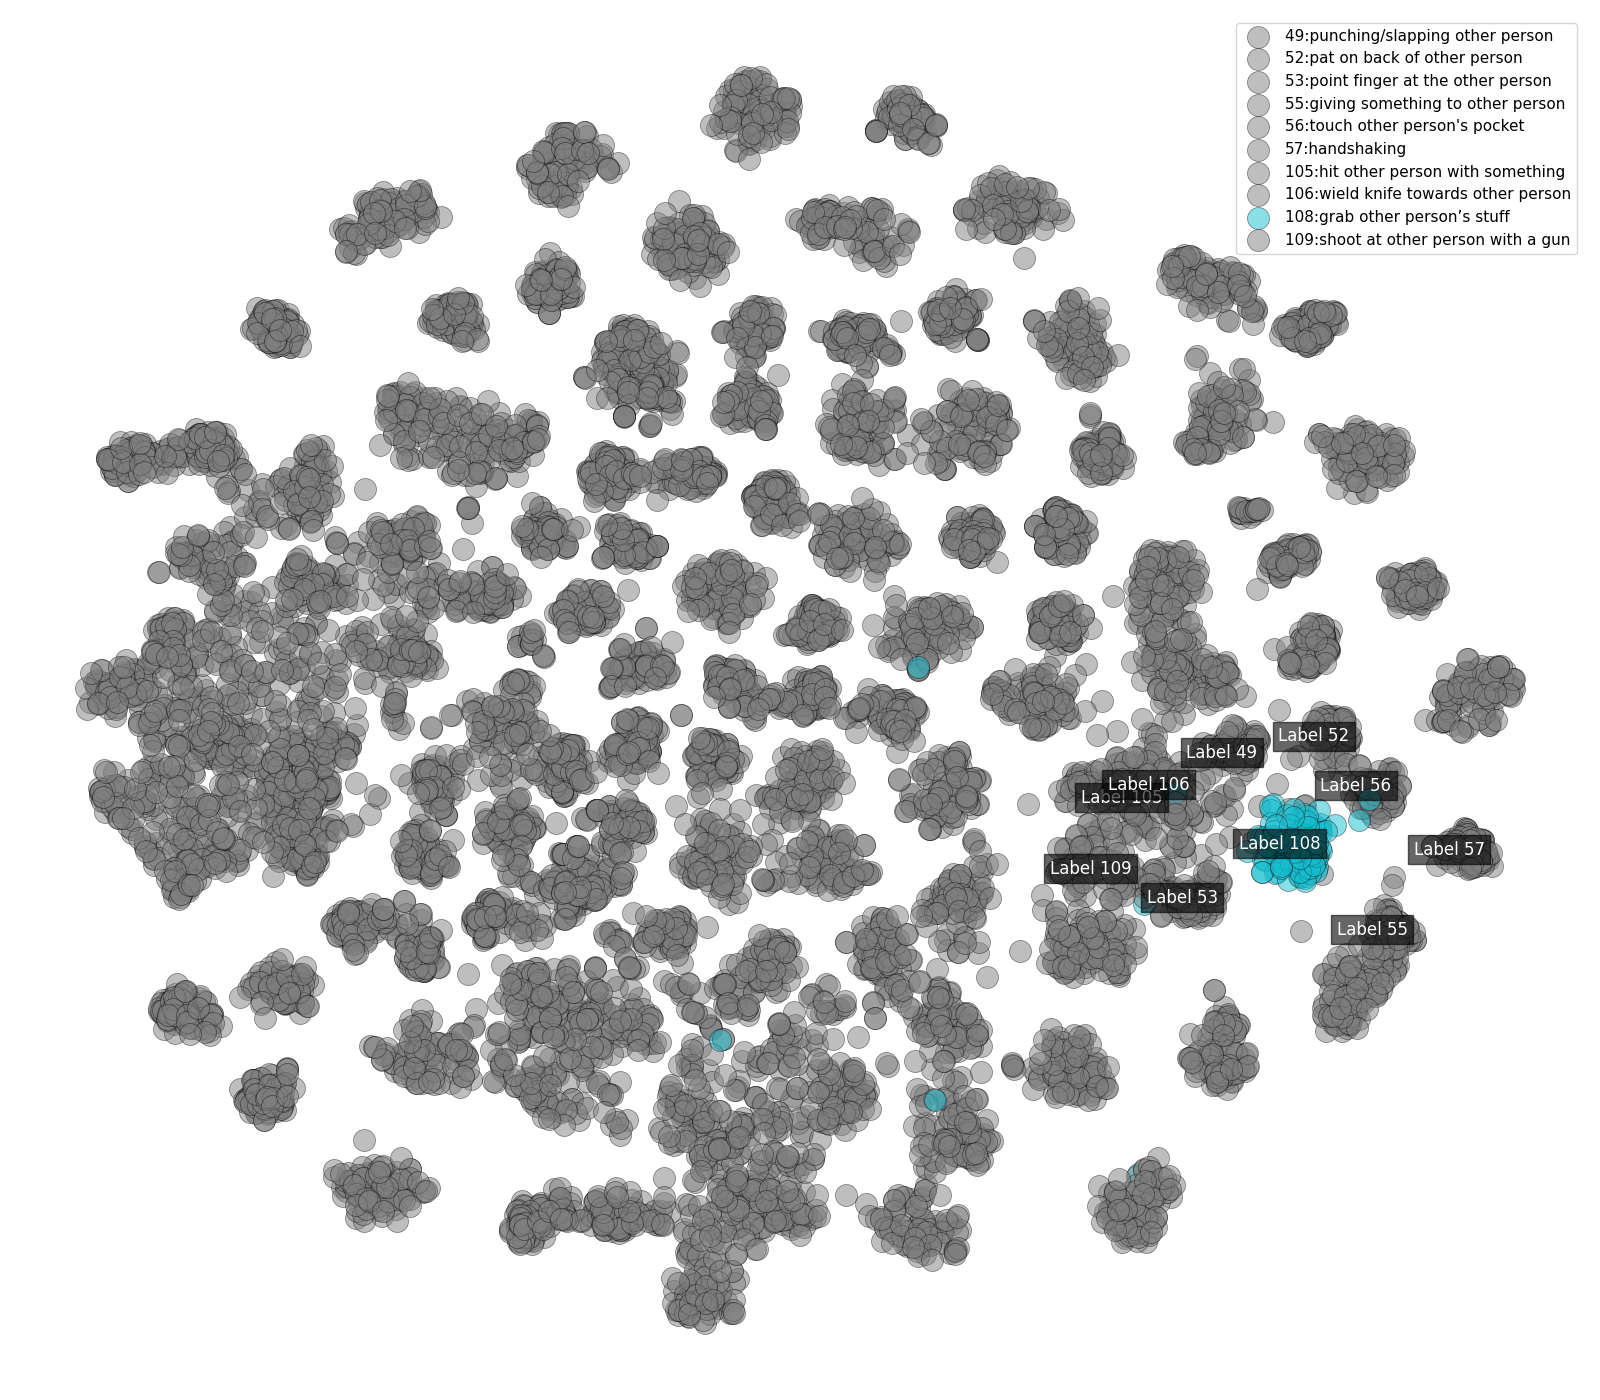 49:punching/slapping other person
52:pat on back of other person
53:point finger at the other person
55:giving something to other person
56:touch other person's pocket
57:handshaking
105:hit other person with something
106:wield knife towards other person
108:grab other person’s stuff
109:shoot at other person with a gun
Label 52
Label 49
Label 106
Label 56
Label 105
Label 108
Label 57
Label 109
Label 53
Label 55